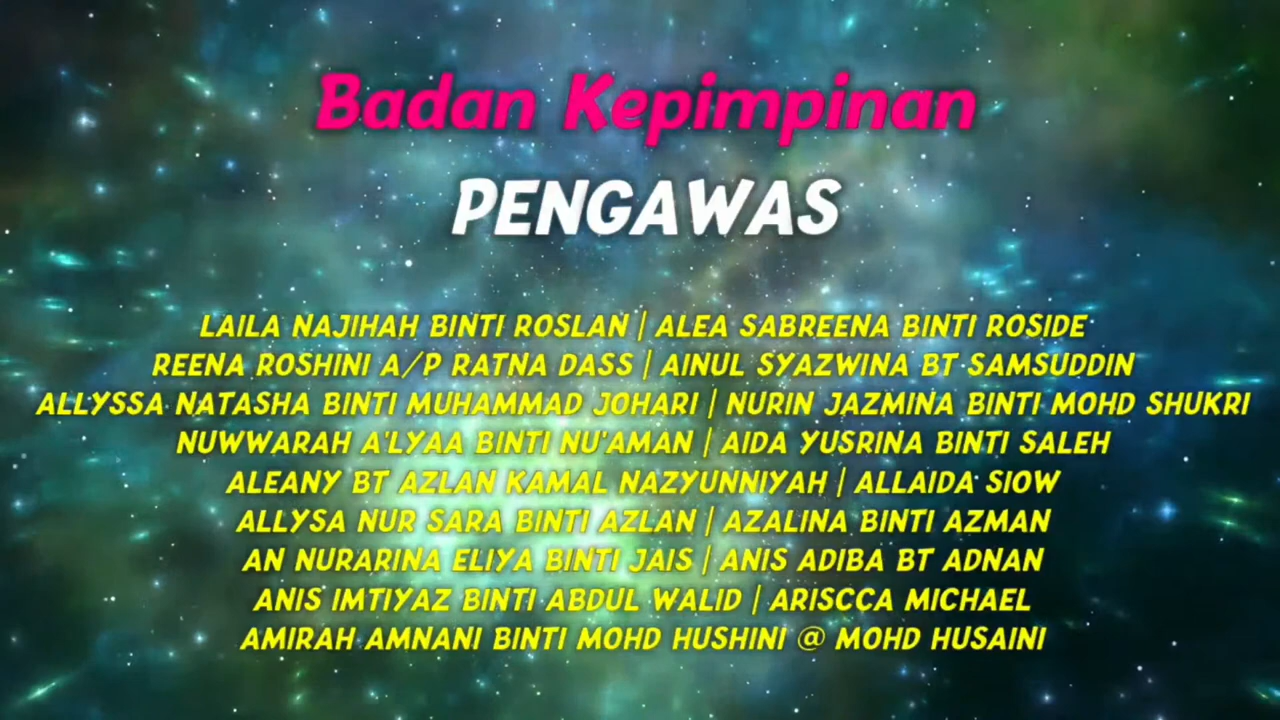 Badan Kepimpinan
PENGAWAS
LAILA NAJIHAH BINTI ROSLAN | ALEA SABREENA BINTI ROSIDE
REENA ROSHINI A/P RATNA DASS | AINUL SYAZWINA BT SAMSUDDIN
ALLYSSA NATASHA BINTI MUHAMMAD JOHARI | NURIN JAZMINA BINTI MOHD SHUKRI
NUWWARAH A'LYAA BINTI NU'AMAN | AIDA YUSRINA BINTI SALEH
ALEANY BT AZLAN KAMAL NAZYUNNIYAH | ALLAIDA SIOW
ALLYSA NUR SARA BINTI AZLAN | AZALINA BINTI AZMAN
AN NURARINA ELIYA BINTI JAIS | ANIS ADIBA BT ADNAN
ANIS IMTIYAZ BINTI ABDUL WALID | ARISCCA MICHAEL
AMIRAH AMNANI BINTI MOHD HUSHINI @ MOHD HUSAINI